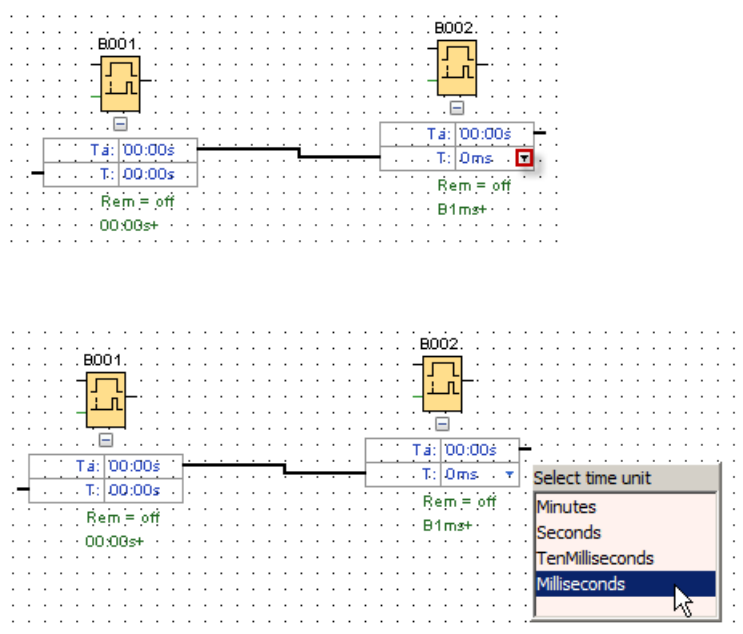 B001
Ta: 00:00s
T: 00:00s
Rem = off
00:00s+
B002
Ta: 00:00s
T: 0ms
Rem = off
B1ms+
B001
Ta: 00:00s
T: 00:00s
Rem = off
00:00s+
B002
Ta: 00:00s
T: 0ms
Rem = off
B1ms+
Select time unit
Minutes
Seconds
TenMilliseconds
Milliseconds